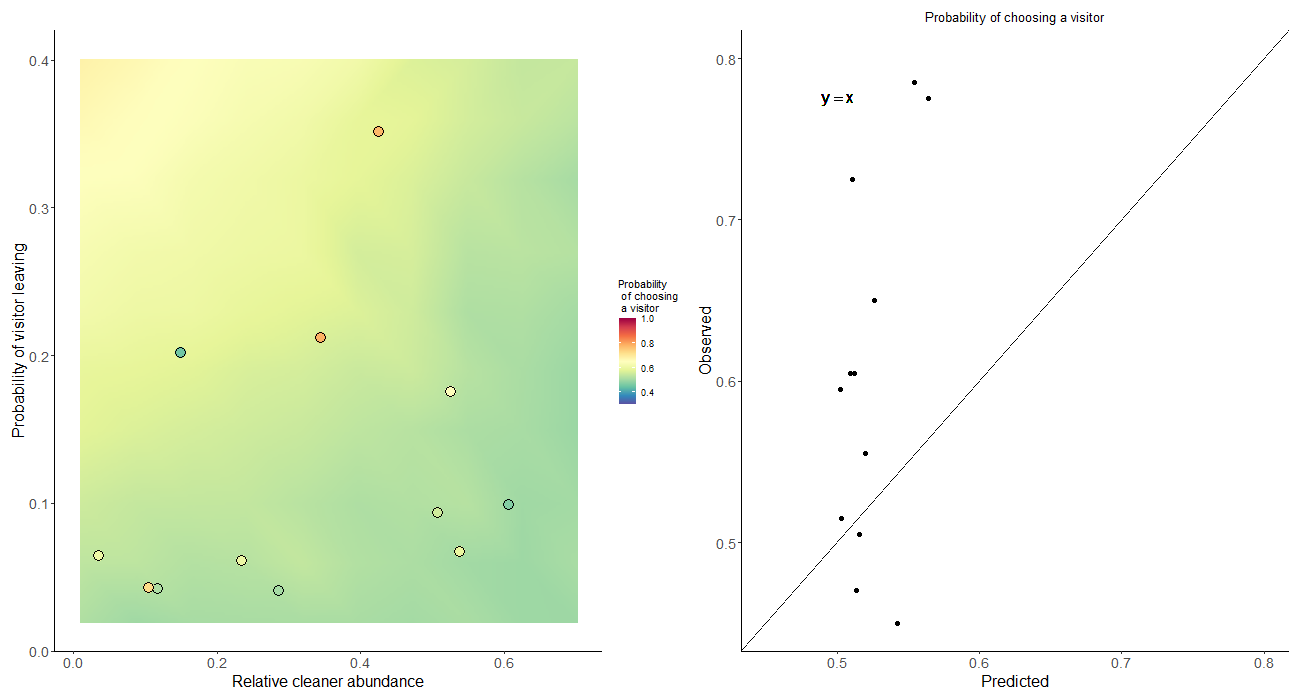 Probability of visitor leaving
0.4
0.3
0.2
0.1
0.0
0.0 0.2 0.4 0.6
Relative cleaner abundance
Probability
of choosing
a visitor
1.0
0.8
0.6
0.4
Probability of choosing a visitor
y = x
Observed
0.8
0.7
0.6
0.5
0.5 0.6 0.7 0.8
Predicted